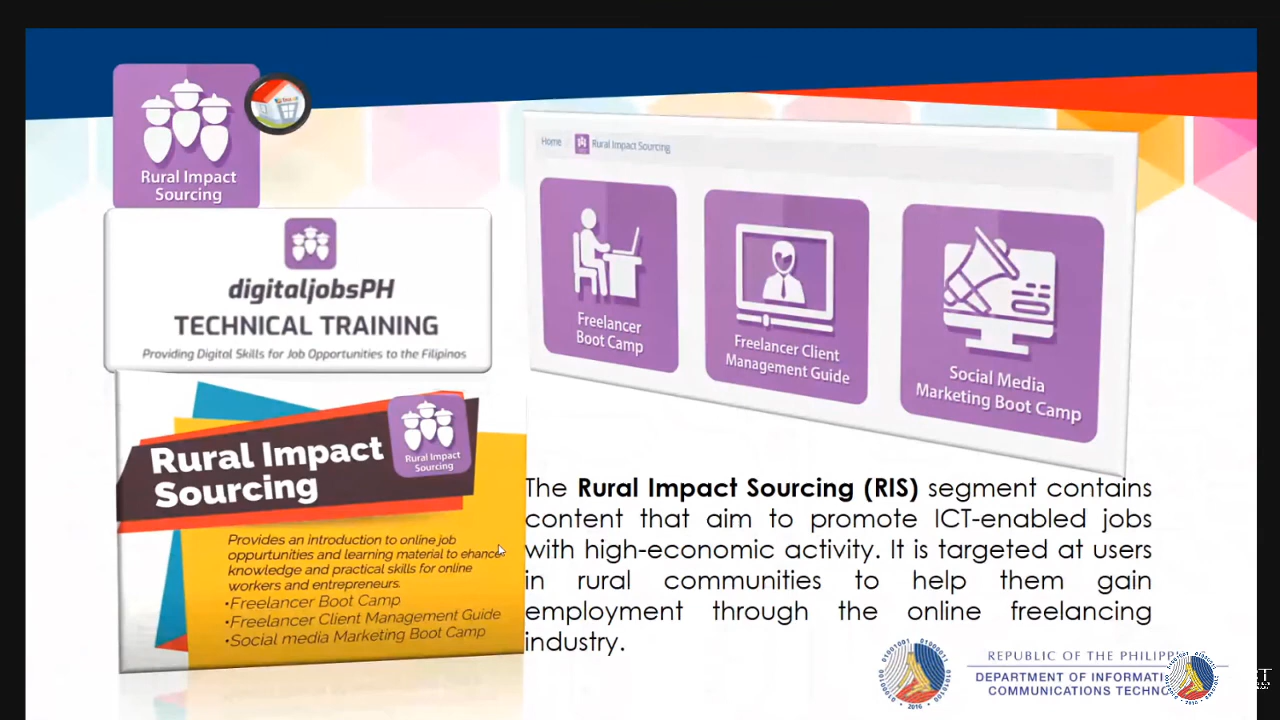 Rural Impact
Sourcing
digitaljobsPH
TECHNICAL TRAINING
Providing Digital Skills for Job Opportunities to the Filipinos
Rural Impact
Sourcing
Rural Impact
Sourcing
Provides an introduction to online job
oppurtunities and learning material to ehance
knowledge and practical skills for online
workers and entrepreneurs.
•Freelancer Boot Camp
•Freelancer Client Management Guide
•Social media Marketing Boot Camp
Home / Rural Impact Sourcing
Freelancer
Boot Camp
Freelancer Client
Management Guide
Social Media
Marketing Boot Camp
The Rural Impact Sourcing (RIS) segment contains
content that aim to promote ICT-enabled jobs
with high-economic activity. It is targeted at users
in rural communities to help them gain
employment through the online freelancing
industry.
REPUBLIC OF THE PHILIPP
DEPARTMENT OF INFORMATI
COMMUNICATIONS TECHNO
2016